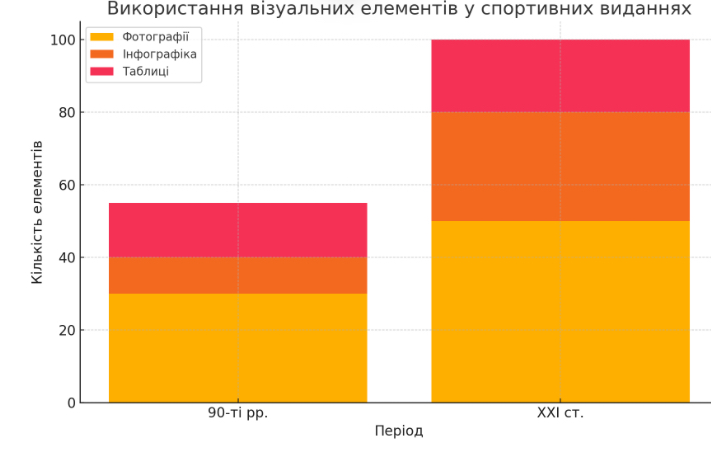 Використання візуальних елементів у спортивних виданнях
Фотографії
Інфографіка
Таблиці
Кількість елементів
100
80
60
40
20
0
90-ті рр.
XXI ст.
Період